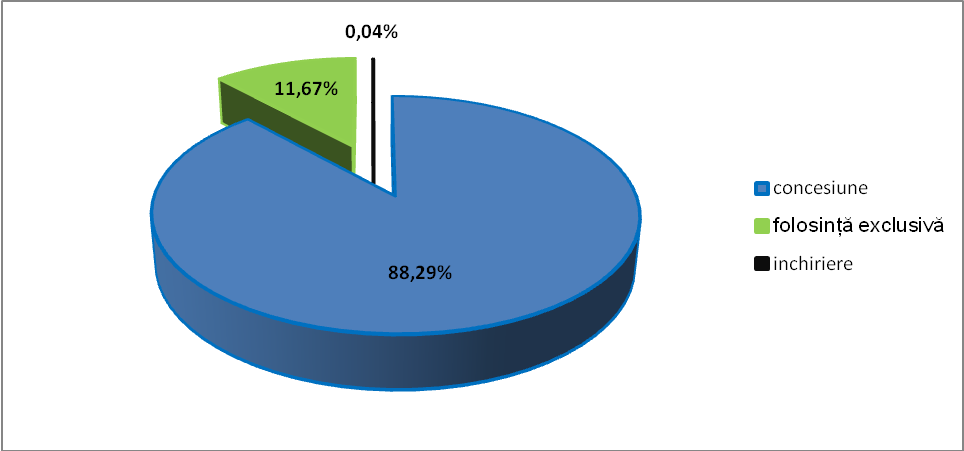 0,04%
11,67%
88,29%
concesiune
folosință exclusivă
inchiriere